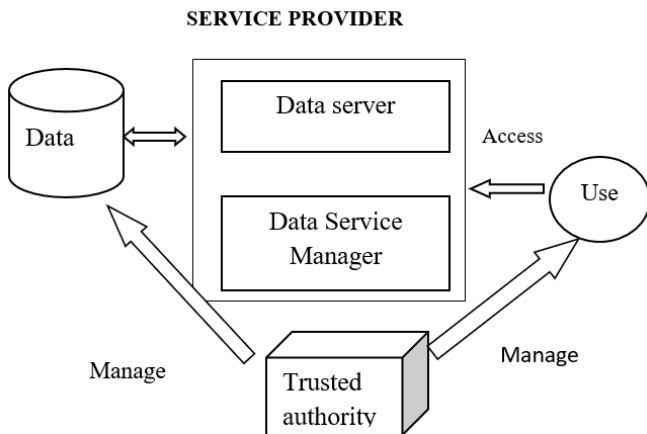 SERVICE PROVIDER
Data
Data server
Data Service
Manager
Access
Use
Manage
Trusted
authority
Manage